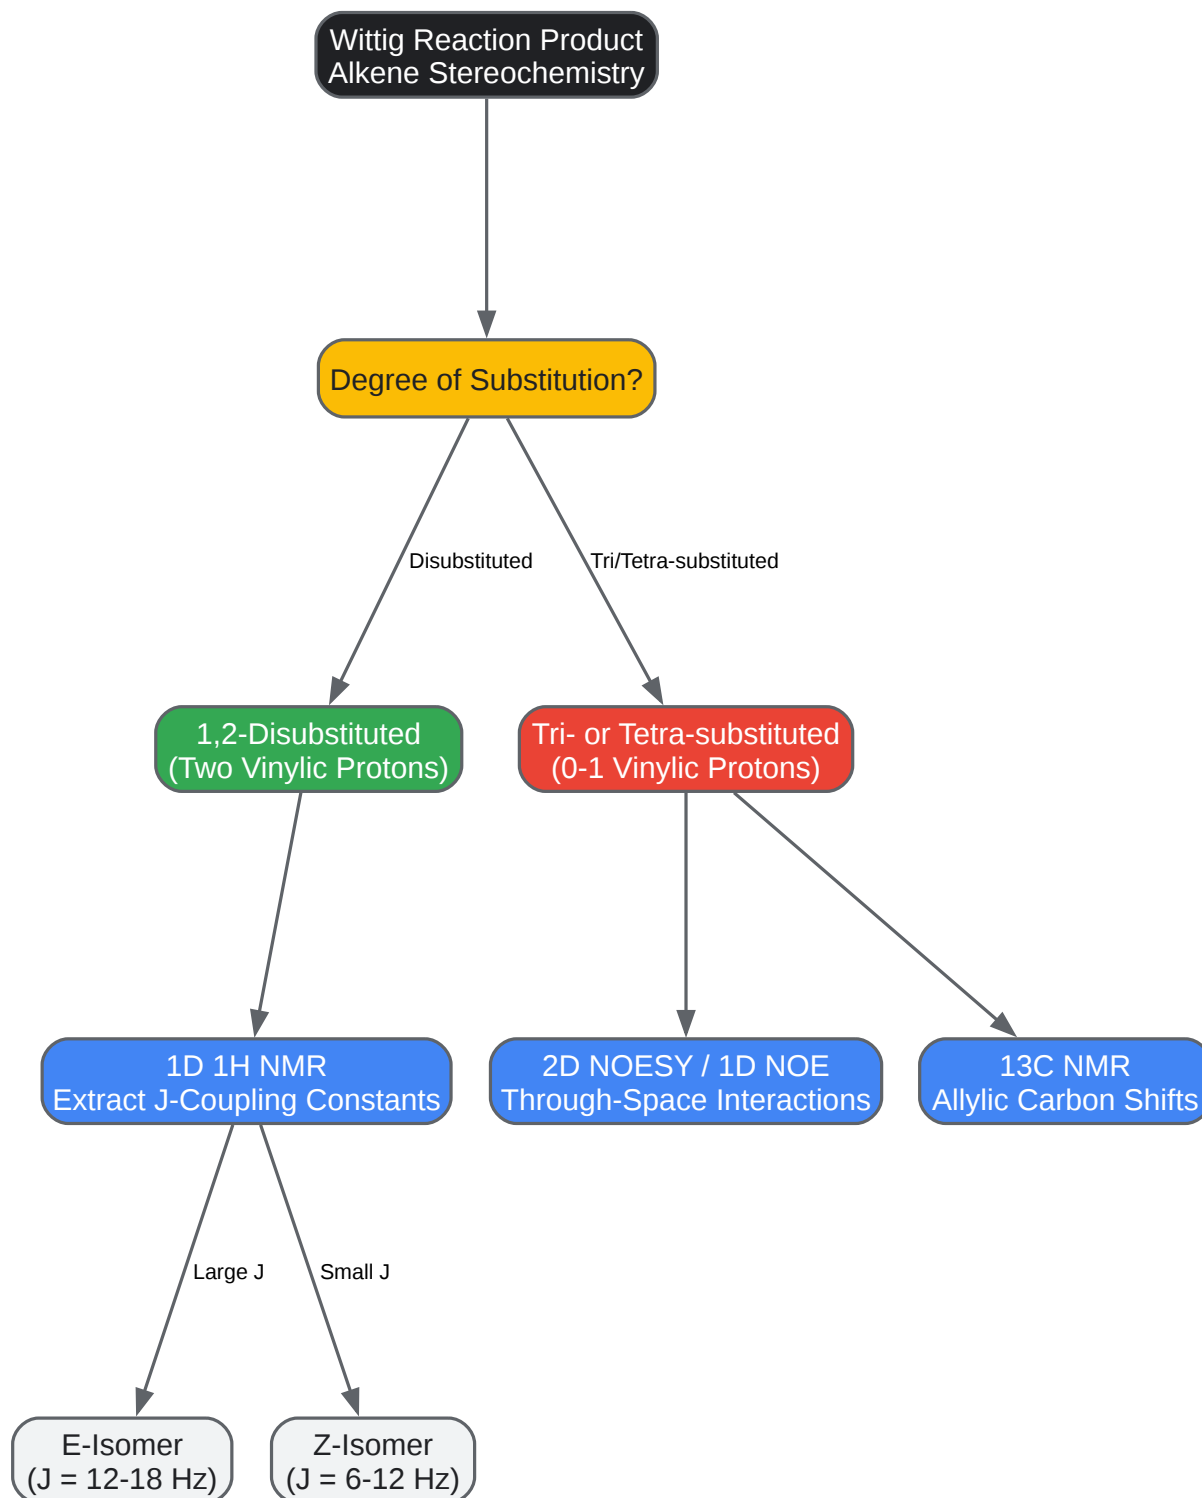 Wittig Reaction Product
Alkene Stereochemistry
Degree of Substitution?
Disubstituted
Tri/Tetra-substituted
1,2-Disubstituted
(Two Vinylic Protons)
Tri- or Tetra-substituted
(0-1 Vinylic Protons)
1D 1H NMR
Extract J-Coupling Constants
2D NOESY / 1D NOE
Through-Space Interactions
13C NMR
Allylic Carbon Shifts
Large J
Small J
E-Isomer
(J = 12-18 Hz)
Z-Isomer
(J = 6-12 Hz)